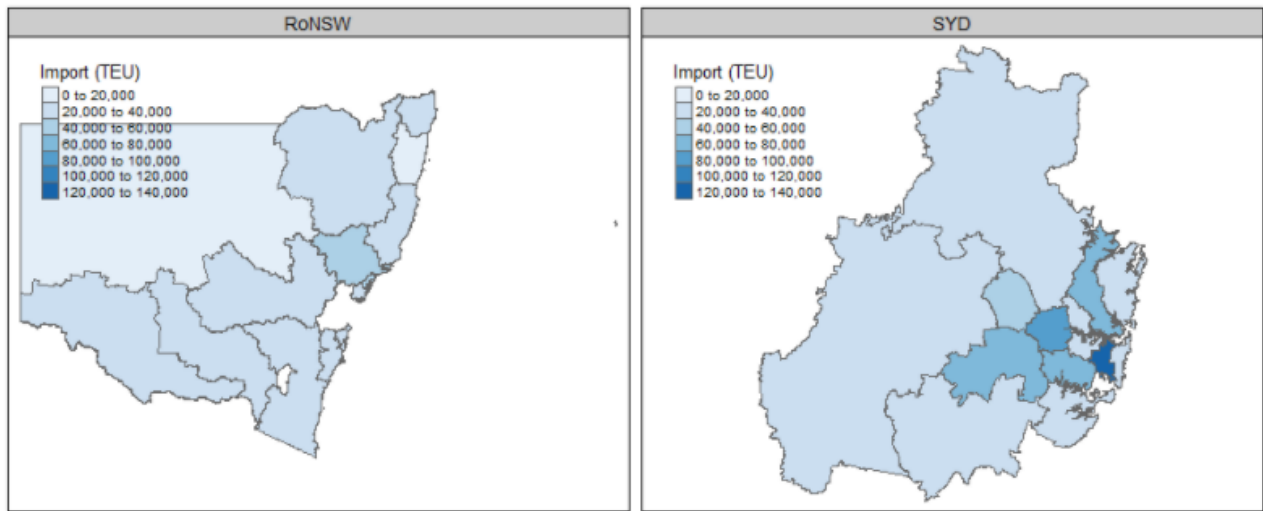 RoNSW
Import (TEU)
0 to 20,000
20,000 to 40,000
40,000 to 60,000
60,000 to 80,000
80,000 to 100,000
100,000 to 120,000
120,000 to 140,000
SYD
Import (TEU)
0 to 20,000
20,000 to 40,000
40,000 to 60,000
60,000 to 80,000
80,000 to 100,000
100,000 to 120,000
120,000 to 140,000